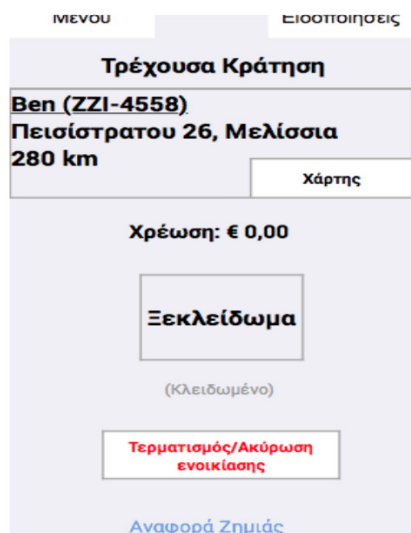 Μενού Ειδοποιήσεις
Τρέχουσα Κράτηση
Ben (ZZI-4558)
Πεισίστρατου 26, Μελίσσια
280 km
Χάρτης
Χρέωση: € 0,00
Ξεκλείδωμα
(Κλειδωμένο)
Τερματισμός/Ακύρωση
ενοικίασης
Αναφορά Ζημιάς